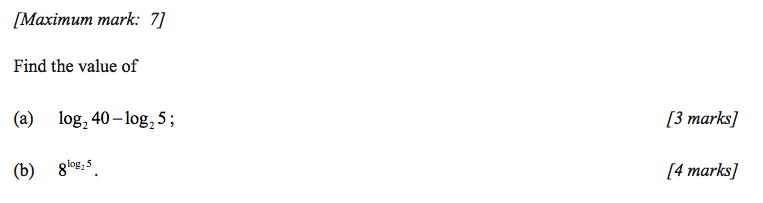 [Maximum mark: 7]
Find the value of
(a) log₂ 40 – log₂ 5 ; [3 marks]
(b) 8^(log₂ 5) . [4 marks]